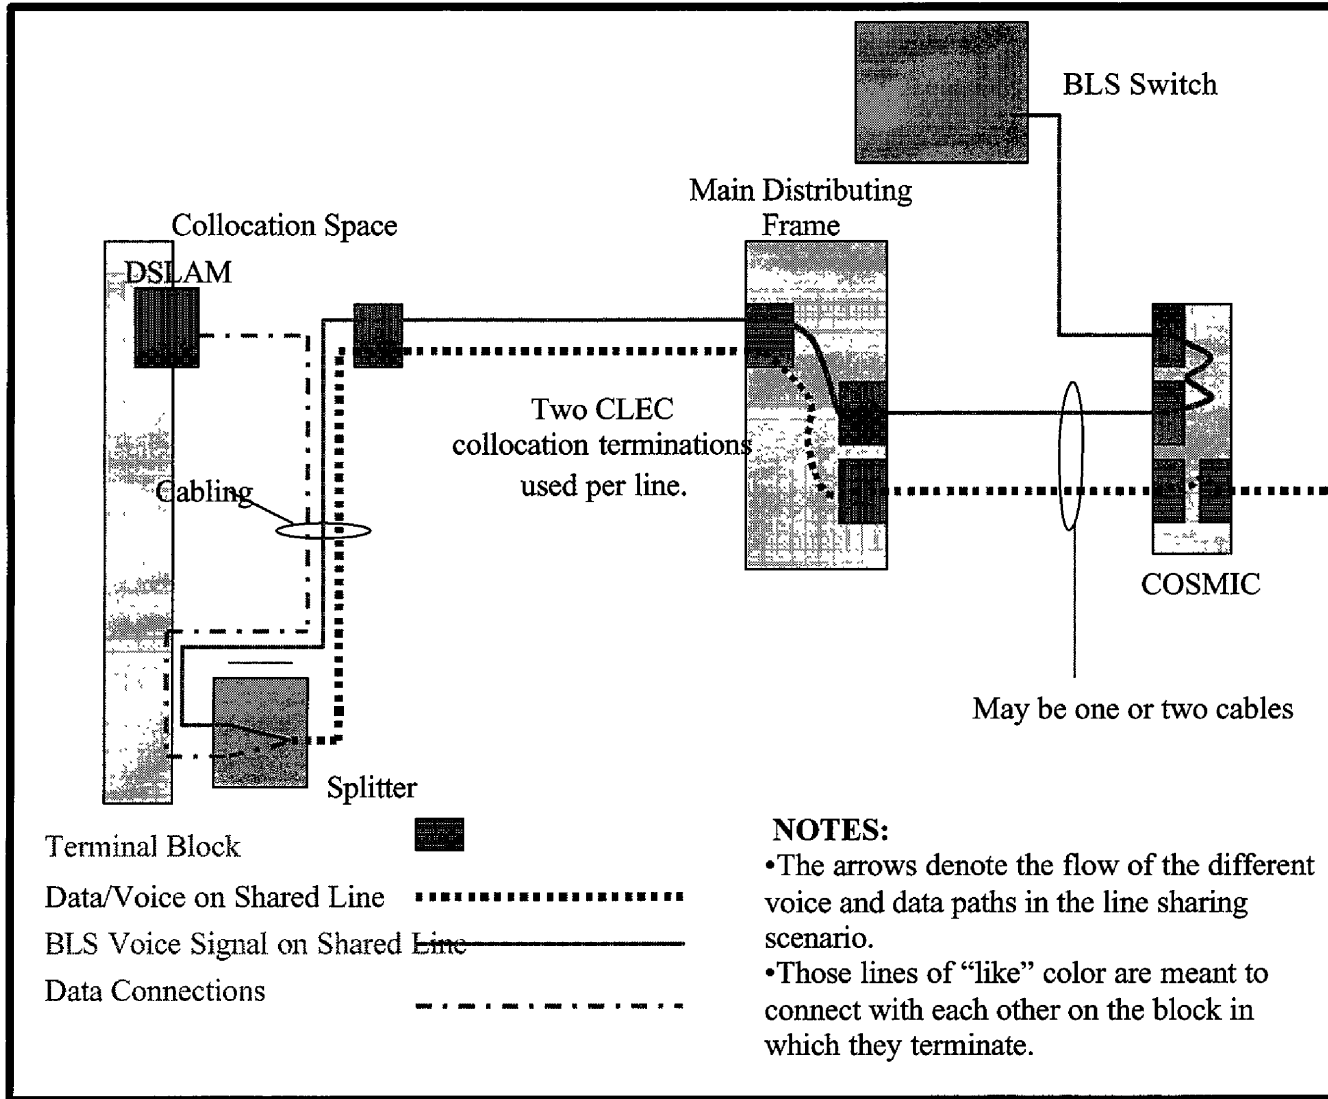 BLS Switch
Main Distributing
Frame
Collocation Space
DSLAM
Two CLEC
collocation terminations
used per line.
Cabling
COSMIC
May be one or two cables
Splitter
Terminal Block
Data/Voice on Shared Line
BLS Voice Signal on Shared Line
Data Connections
NOTES:
•The arrows denote the flow of the different
voice and data paths in the line sharing
scenario.
•Those lines of “like” color are meant to
connect with each other on the block in
which they terminate.